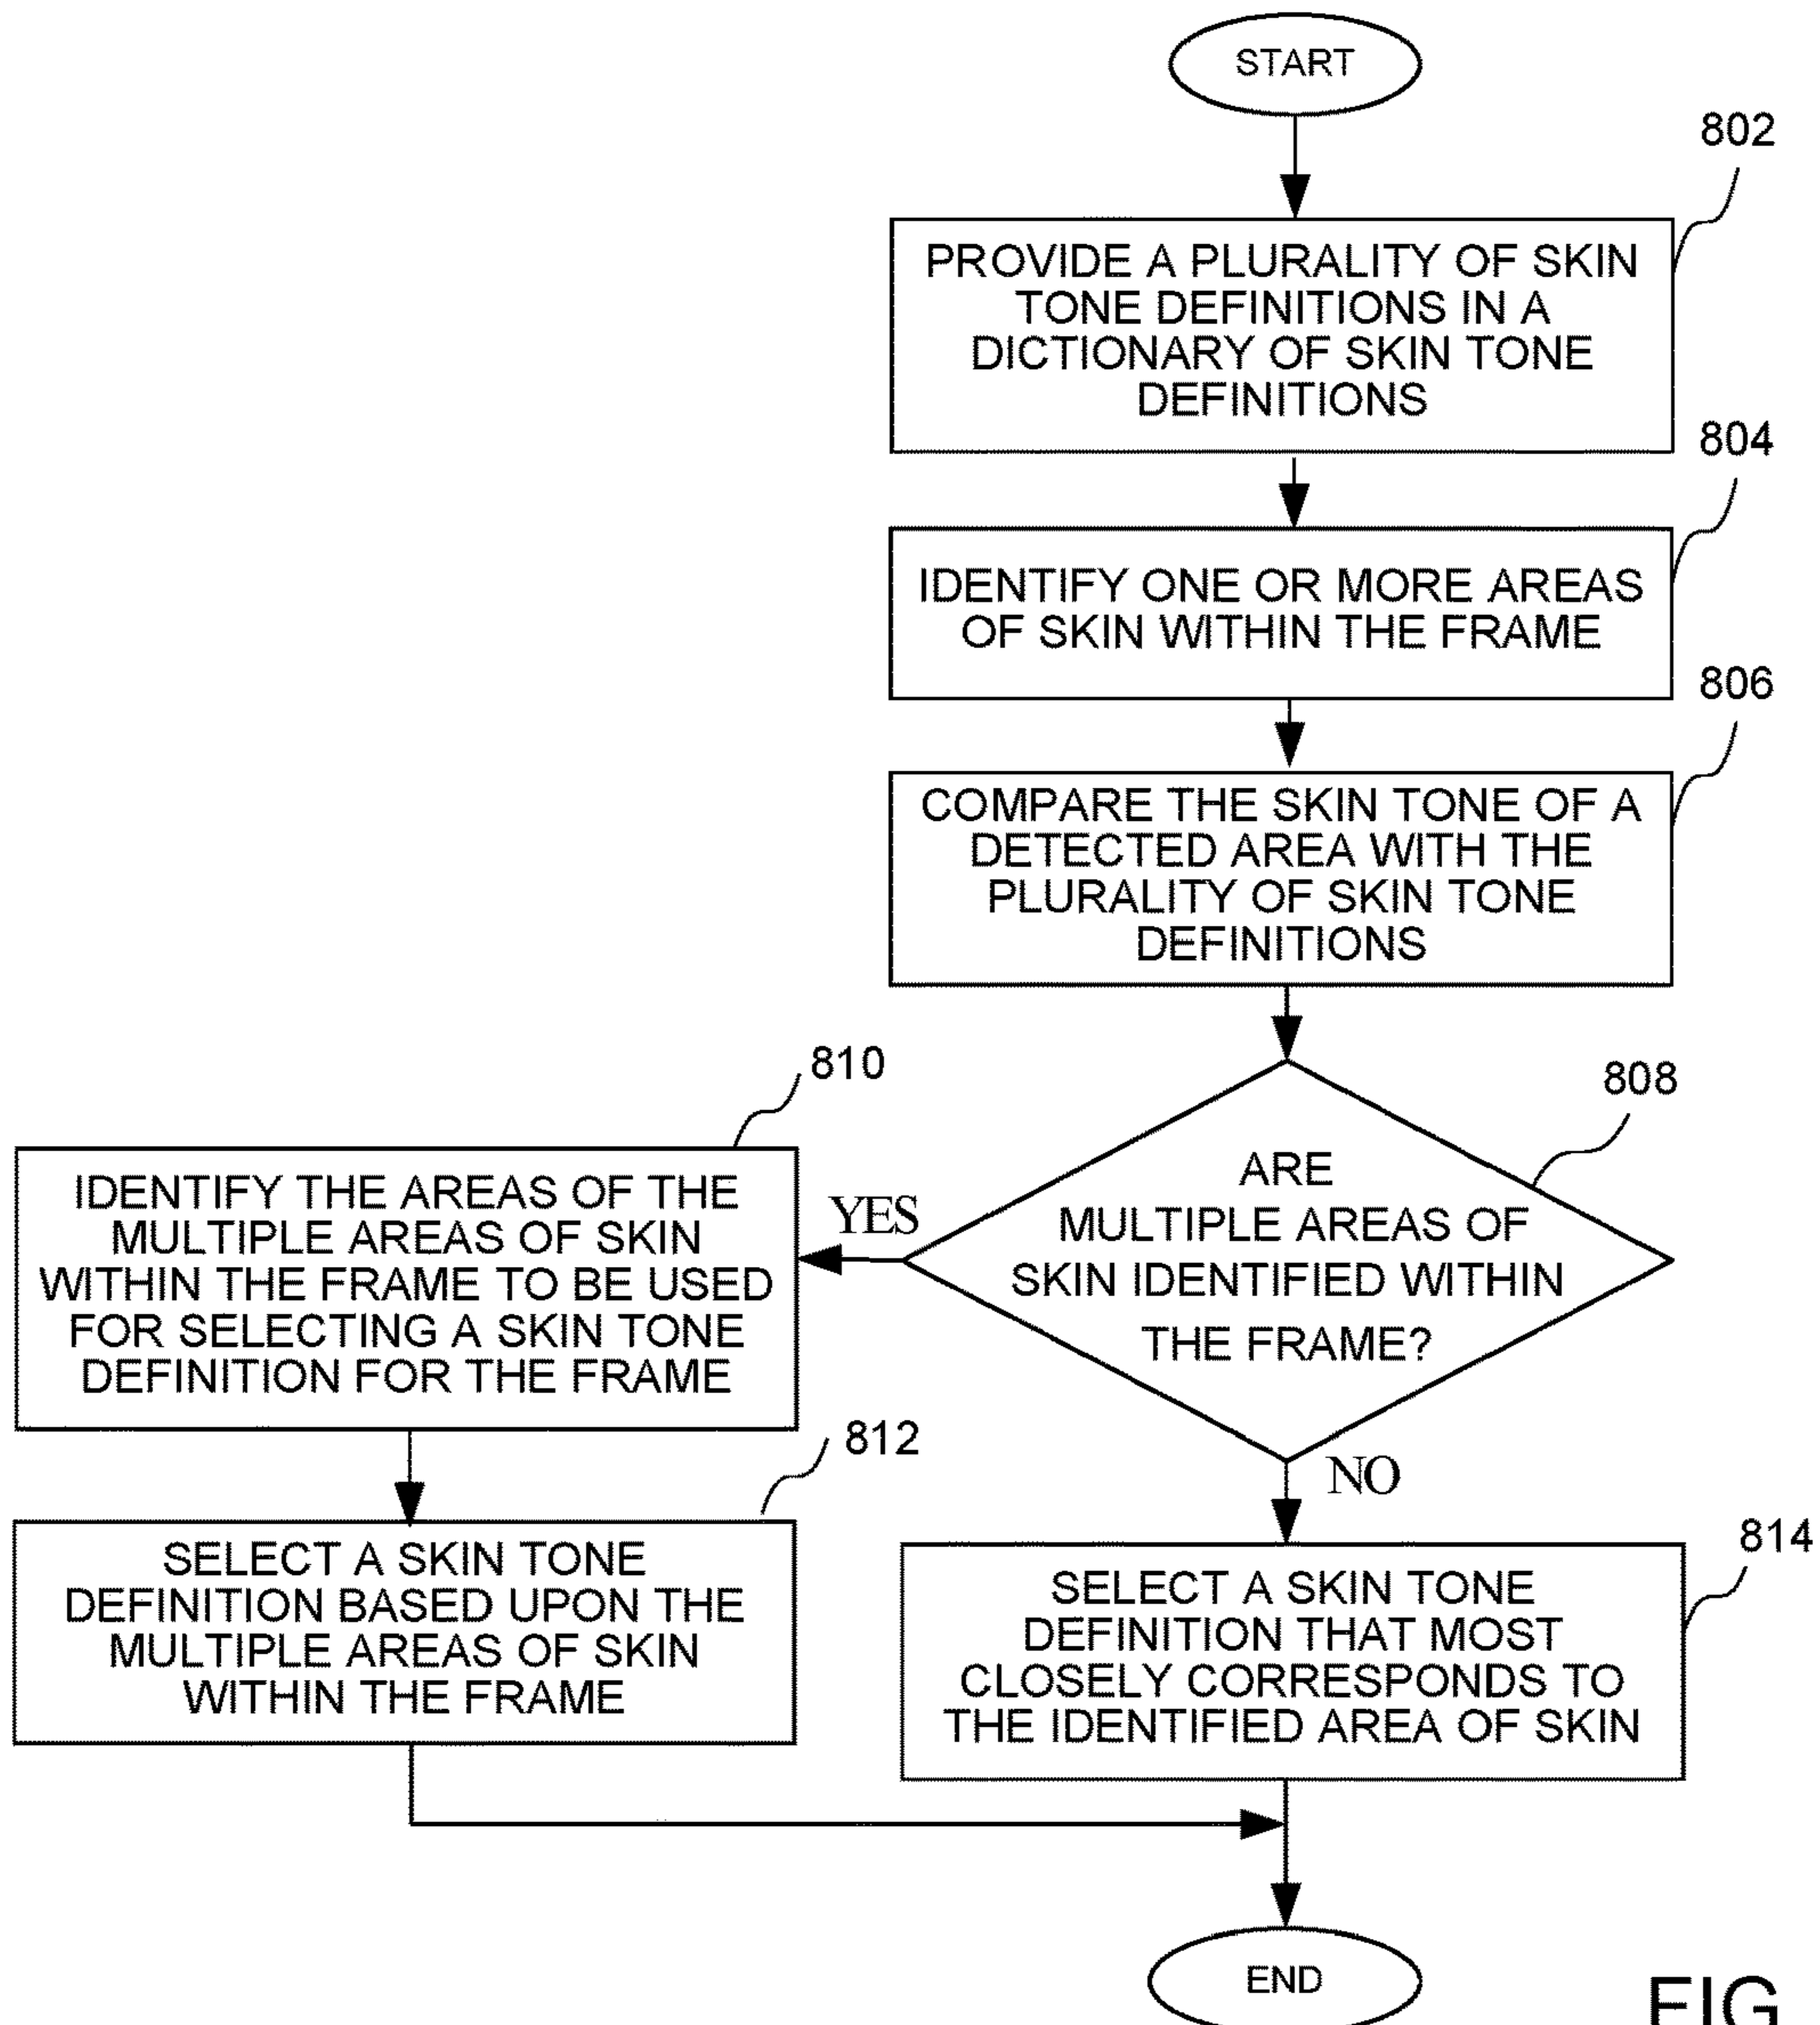 START
802
PROVIDE A PLURALITY OF SKIN
TONE DEFINITIONS IN A
DICTIONARY OF SKIN TONE
DEFINITIONS
804
IDENTIFY ONE OR MORE AREAS
OF SKIN WITHIN THE FRAME
806
COMPARE THE SKIN TONE OF A
DETECTED AREA WITH THE
PLURALITY OF SKIN TONE
DEFINITIONS
808
ARE
MULTIPLE AREAS OF
SKIN IDENTIFIED WITHIN
THE FRAME?
YES
810
IDENTIFY THE AREAS OF THE
MULTIPLE AREAS OF SKIN
WITHIN THE FRAME TO BE USED
FOR SELECTING A SKIN TONE
DEFINITION FOR THE FRAME
812
SELECT A SKIN TONE
DEFINITION BASED UPON THE
MULTIPLE AREAS OF SKIN
WITHIN THE FRAME
NO
814
SELECT A SKIN TONE
DEFINITION THAT MOST
CLOSELY CORRESPONDS TO
THE IDENTIFIED AREA OF SKIN
END
FIG